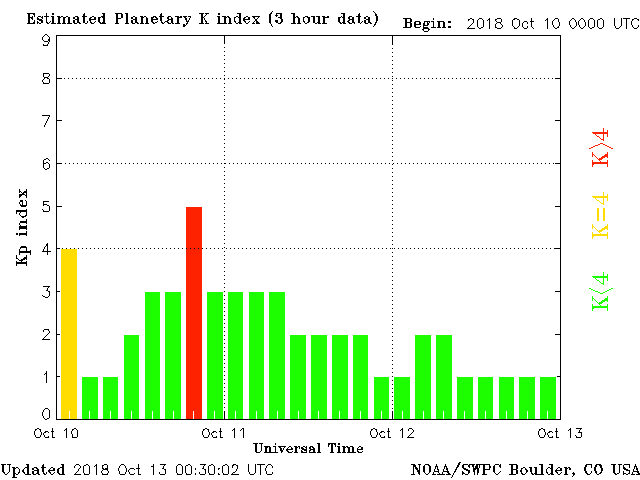 Estimated Planetary K index (3 hour data)
Begin: 2018 Oct 10 0000 UTC
9
8
7
6
5
4
3
2
1
0
Kp index
K>4
K=4
K<4
Oct 10
Oct 11
Oct 12
Oct 13
Universal Time
Updated 2018 Oct 13 00:30:02 UTC
NOAA/SWPC Boulder, CO USA